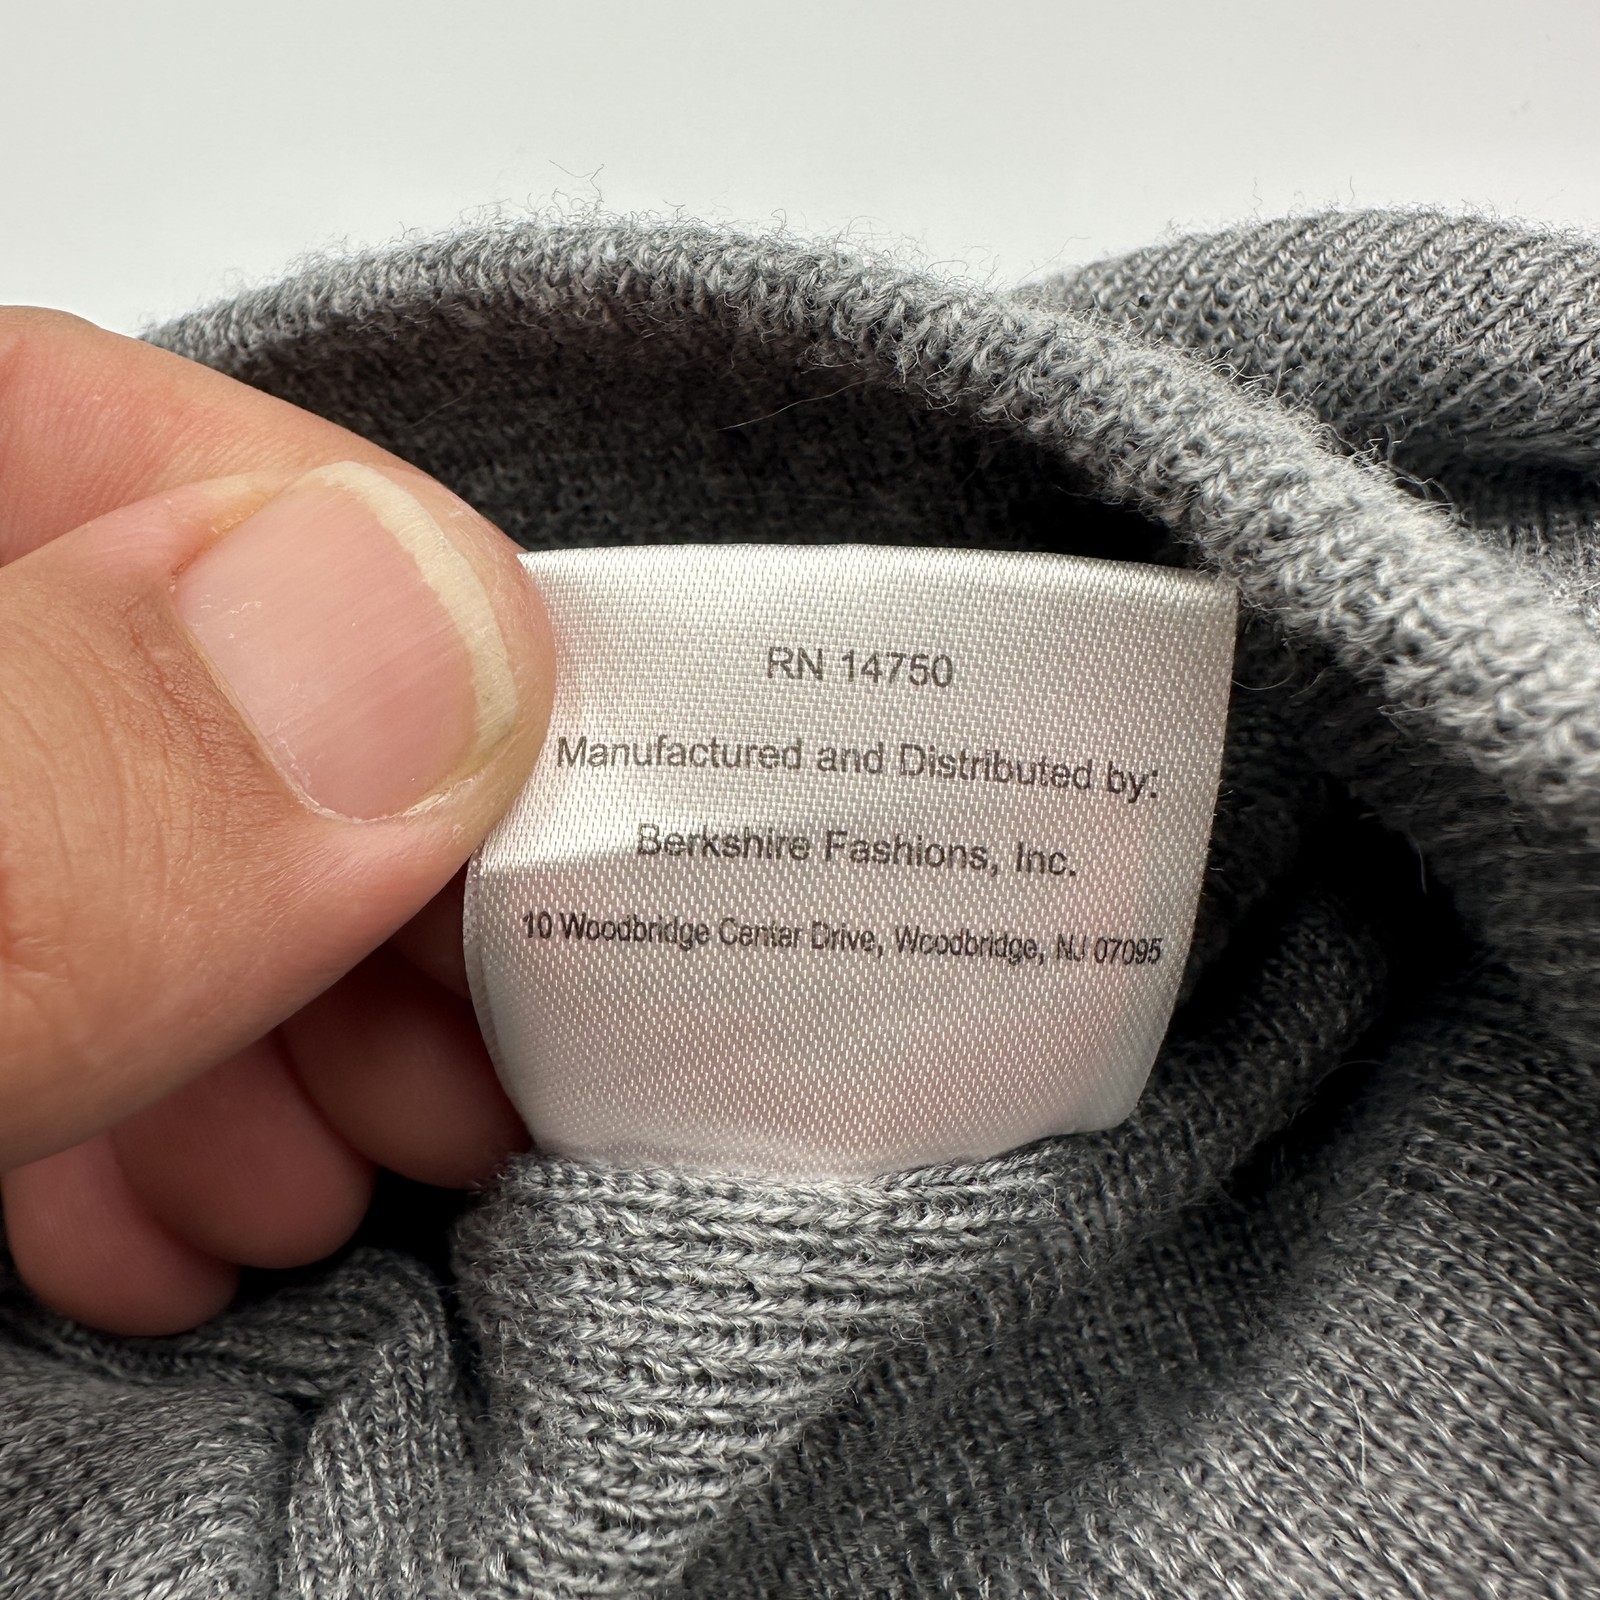 RN 14750
Manufactured and Distributed by:
Berkshire Fashions, Inc.
10 Woodbridge Center Drive, Woodbridge, NJ 07095